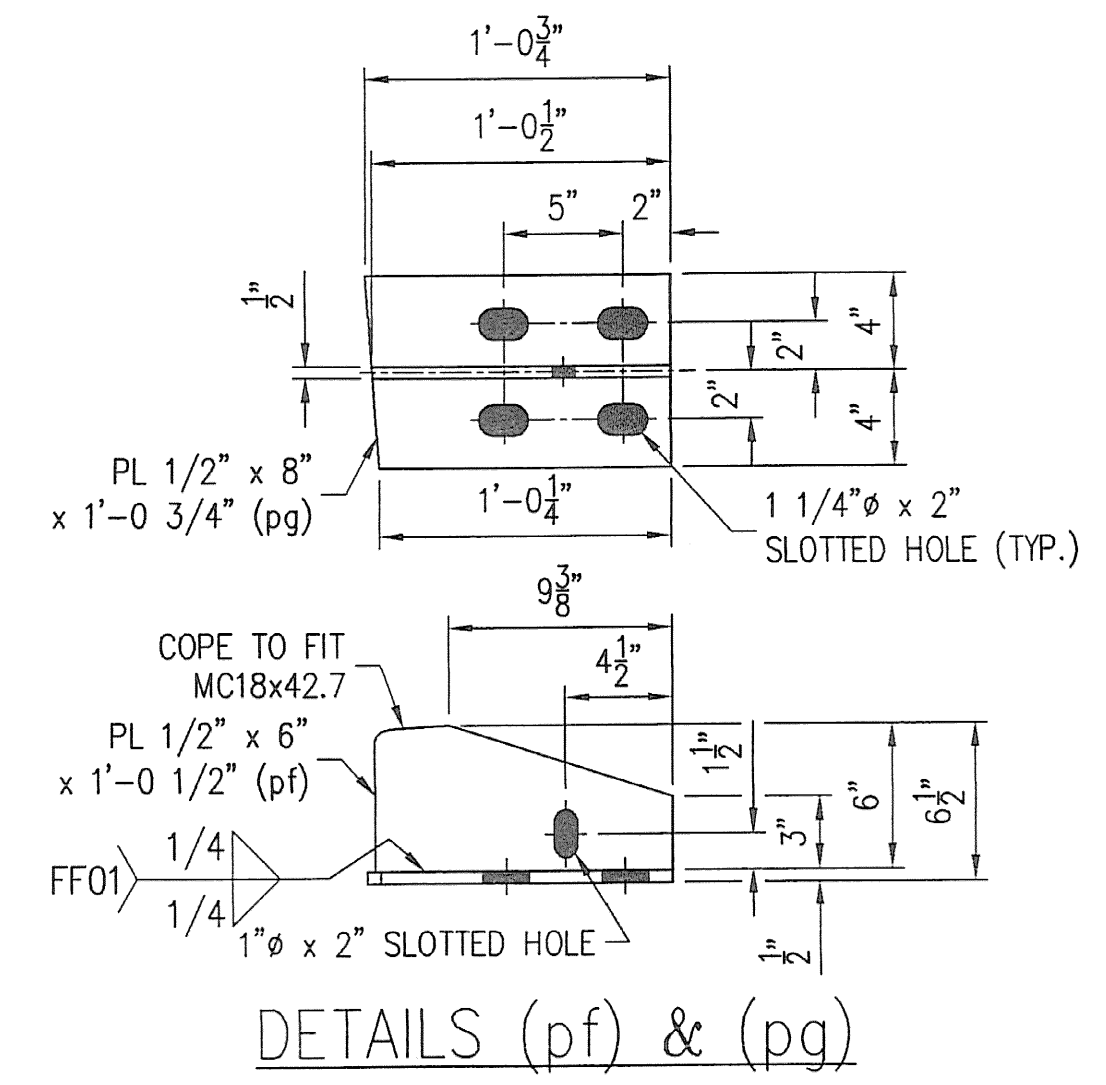 1'-0 3/4"
1'-0 1/2"
5" 2"
1/2"
2"
4"
2"
4"
PL 1/2" x 8"
x 1'-0 3/4" (pg)
1'-0 1/4"
1 1/4"ø x 2"
SLOTTED HOLE (TYP.)
9 3/8"
COPE TO FIT
MC18x42.7
4 1/2"
PL 1/2" x 6"
x 1'-0 1/2" (pf)
1 1/2"
3"
6"
6 1/2"
FF01
1/4
1/4
1"ø x 2" SLOTTED HOLE
1/2"
DETAILS (pf) & (pg)